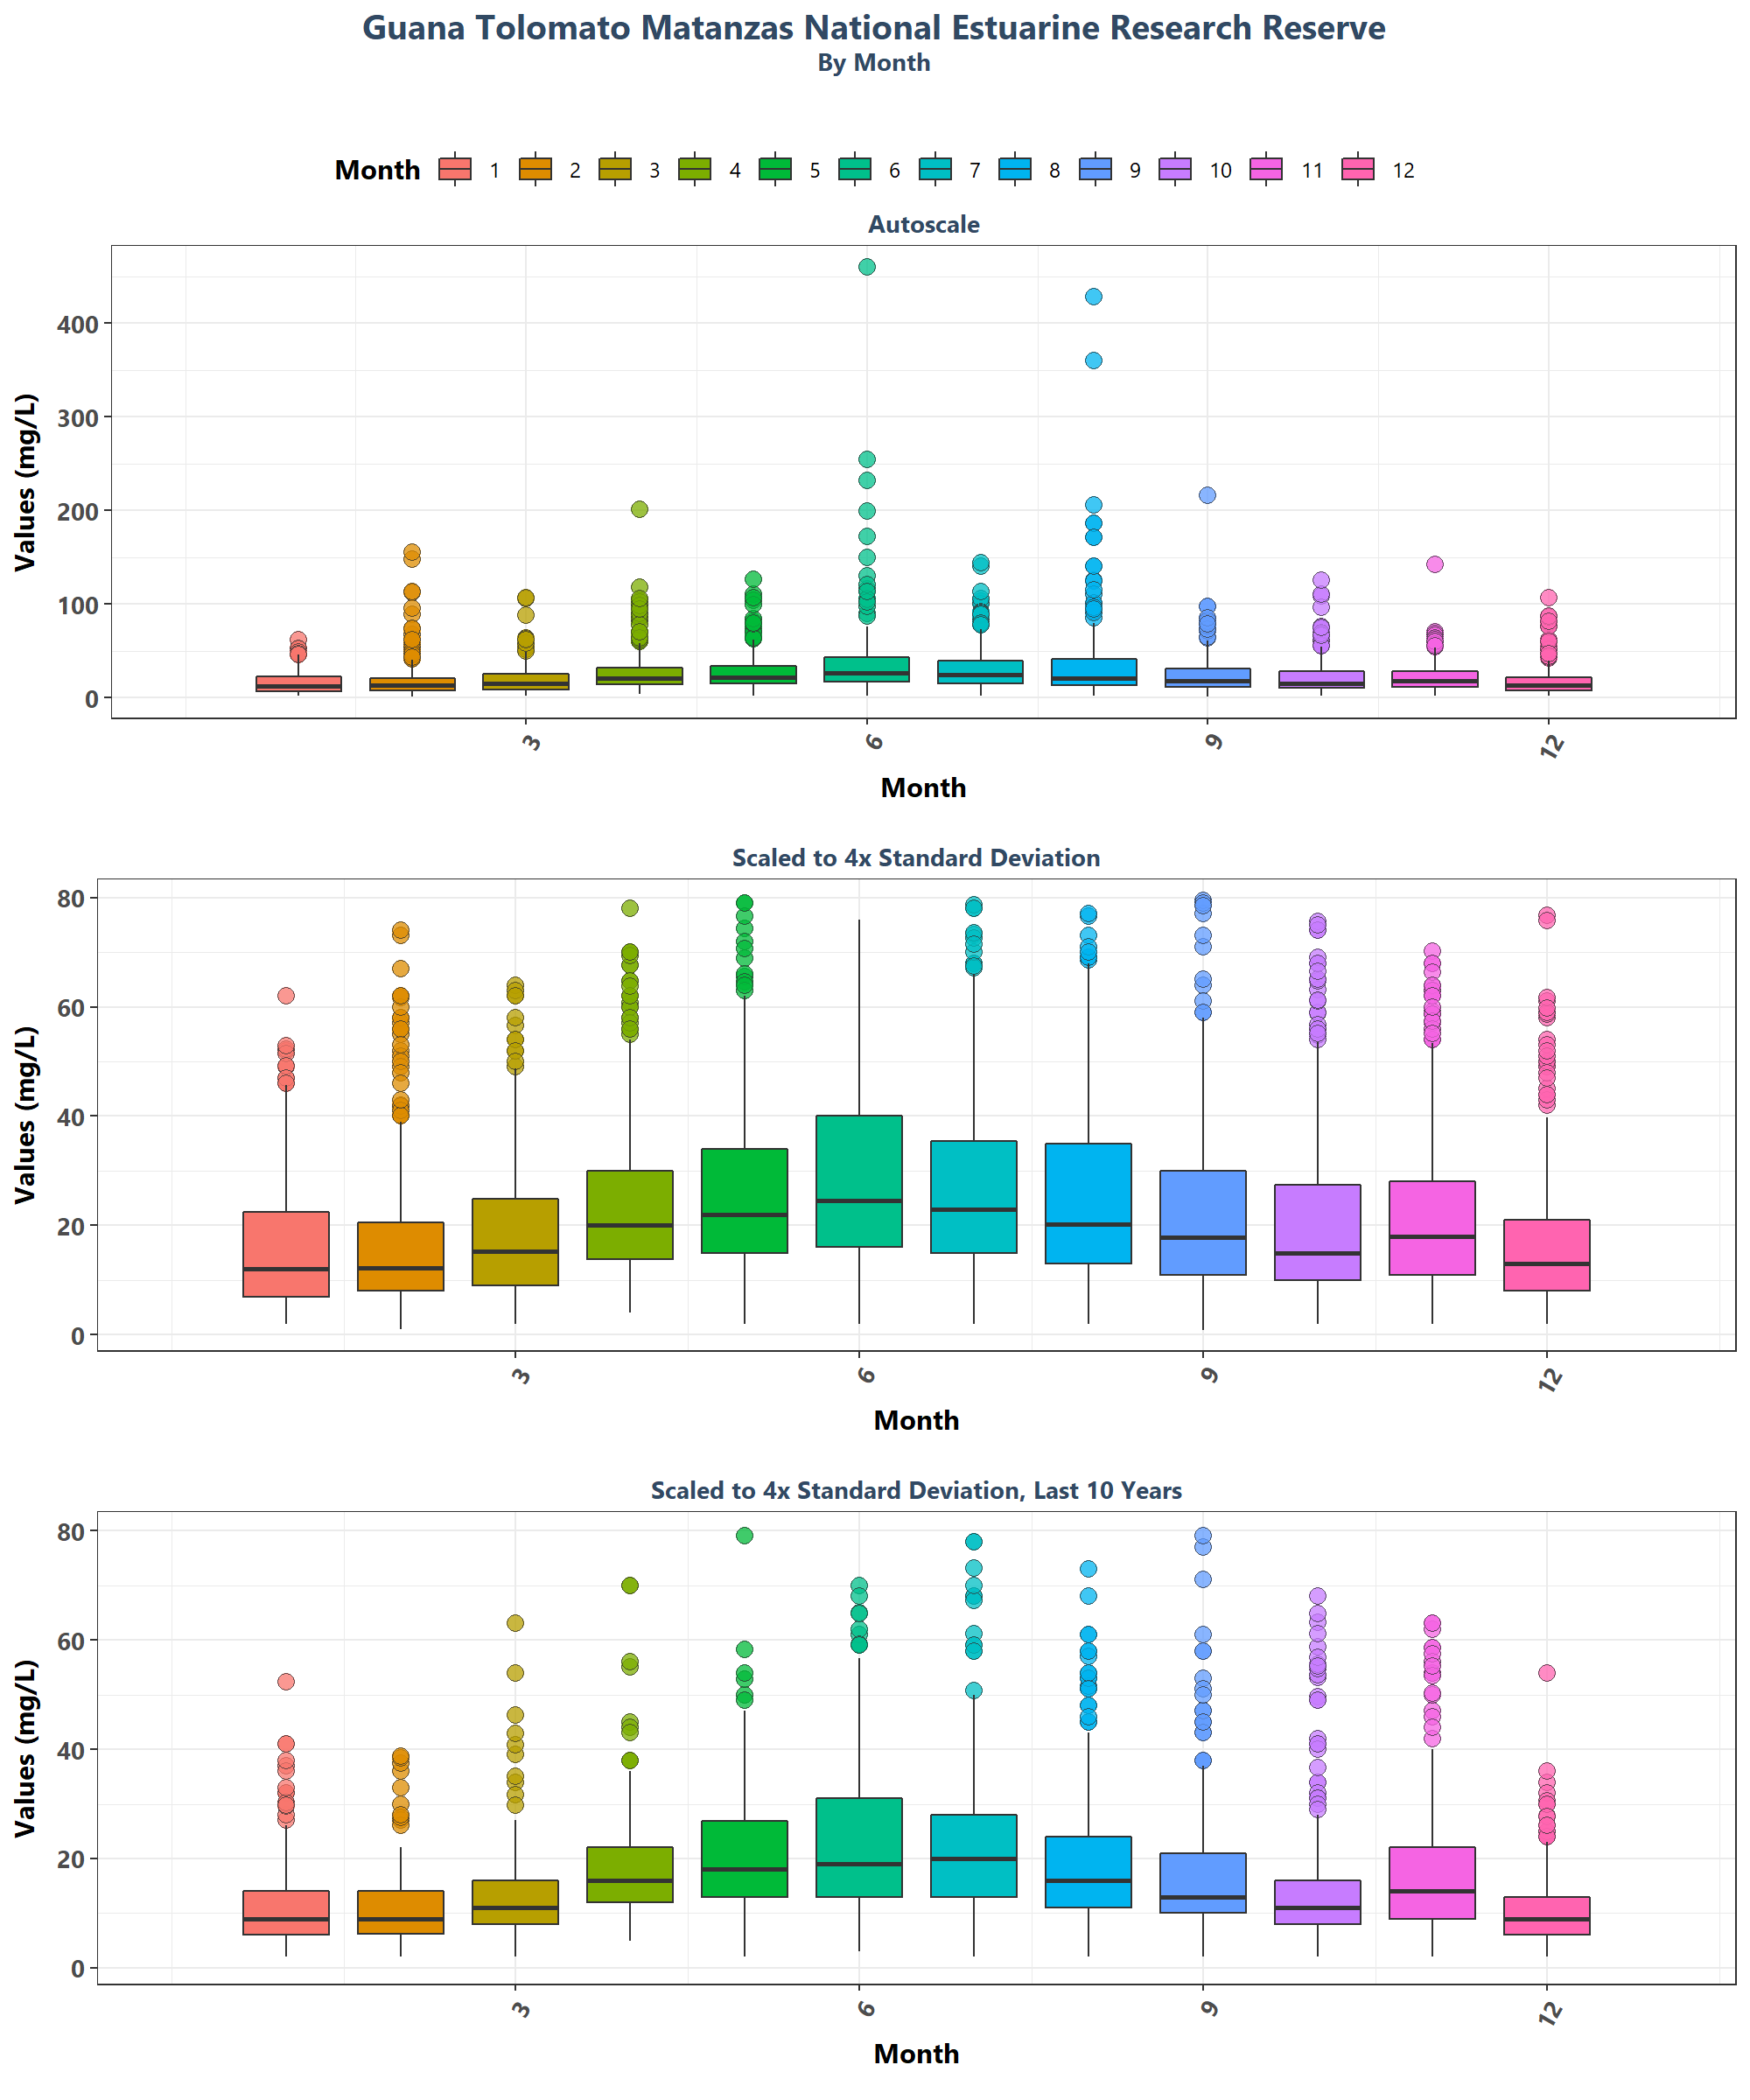 Guana Tolomato Matanzas National Estuarine Research Reserve
By Month
Month 1 2 3 4 5 6 7 8 9 10 11 12
Autoscale
Values (mg/L)
400
300
200
100
0
3 6 9 12
Month
Scaled to 4x Standard Deviation
Values (mg/L)
80
60
40
20
0
3 6 9 12
Month
Scaled to 4x Standard Deviation, Last 10 Years
Values (mg/L)
80
60
40
20
0
3 6 9 12
Month